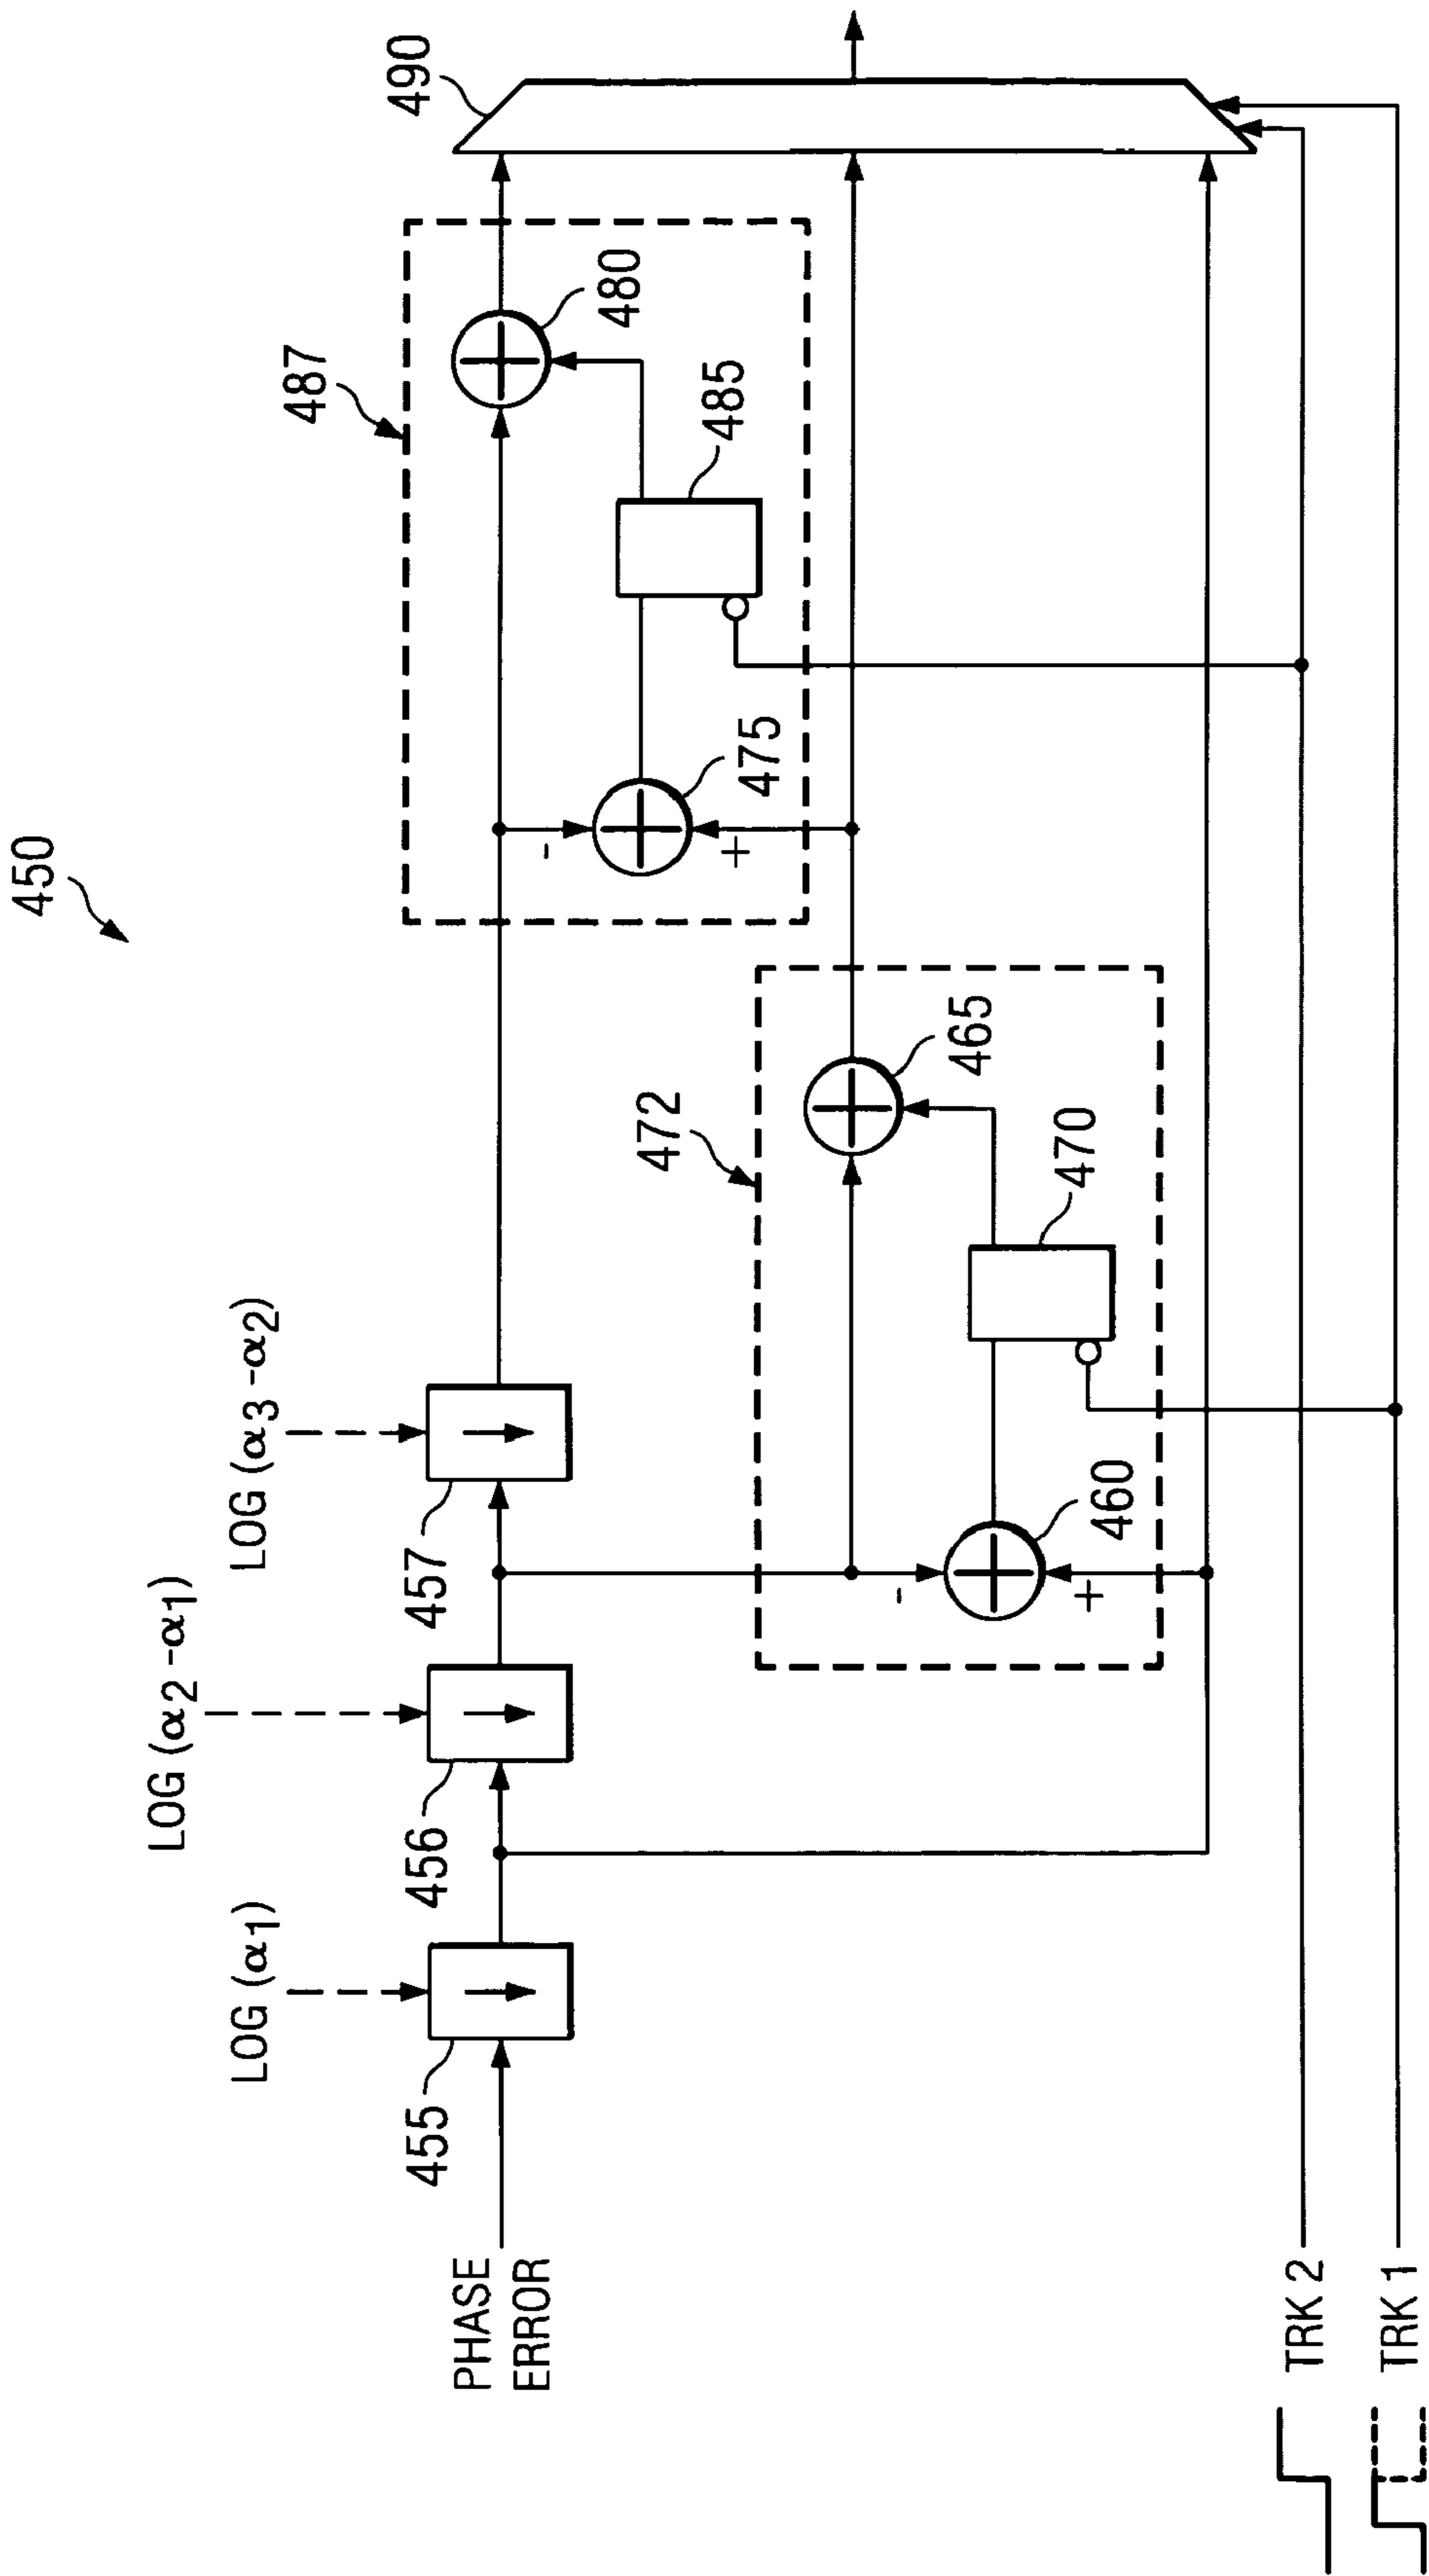 450
LOG (α1)
LOG (α2 -α1)
LOG (α3 -α2)
455
456
457
PHASE
ERROR
487
480
485
475
490
472
465
470
460
-
+
-
+
TRK 2
TRK 1